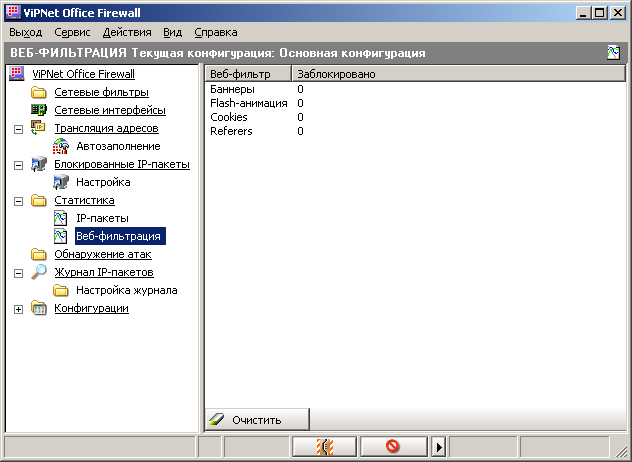 ViPNet Office Firewall
Выход Сервис Действия Вид Справка
ВЕБ-ФИЛЬТРАЦИЯ Текущая конфигурация: Основная конфигурация
ViPNet Office Firewall
Сетевые фильтры
Сетевые интерфейсы
Трансляция адресов
Автозаполнение
Блокированные IP-пакеты
Настройка
Статистика
IP-пакеты
Веб-фильтрация
Обнаружение атак
Журнал IP-пакетов
Настройка журнала
Конфигурации
Веб-фильтр Заблокировано
Баннеры 0
Flash-анимация 0
Cookies 0
Referers 0
Очистить